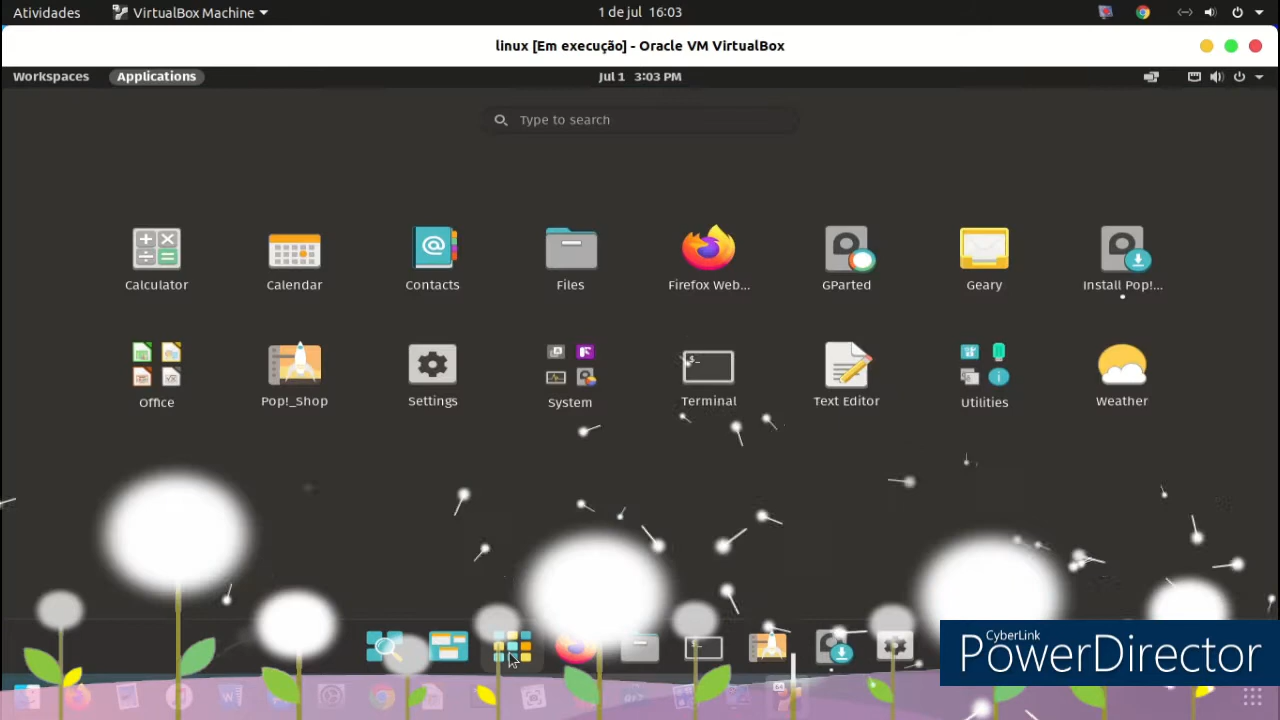 Atividades VirtualBox Machine 1 de jul 16:03
linux [Em execução] - Oracle VM VirtualBox
Workspaces Applications Jul 1 3:03 PM
Type to search
Calculator Calendar Contacts Files Firefox Web... GParted Geary Install Pop!...
Office Pop!_Shop Settings System Terminal Text Editor Utilities Weather
CyberLink
PowerDirector